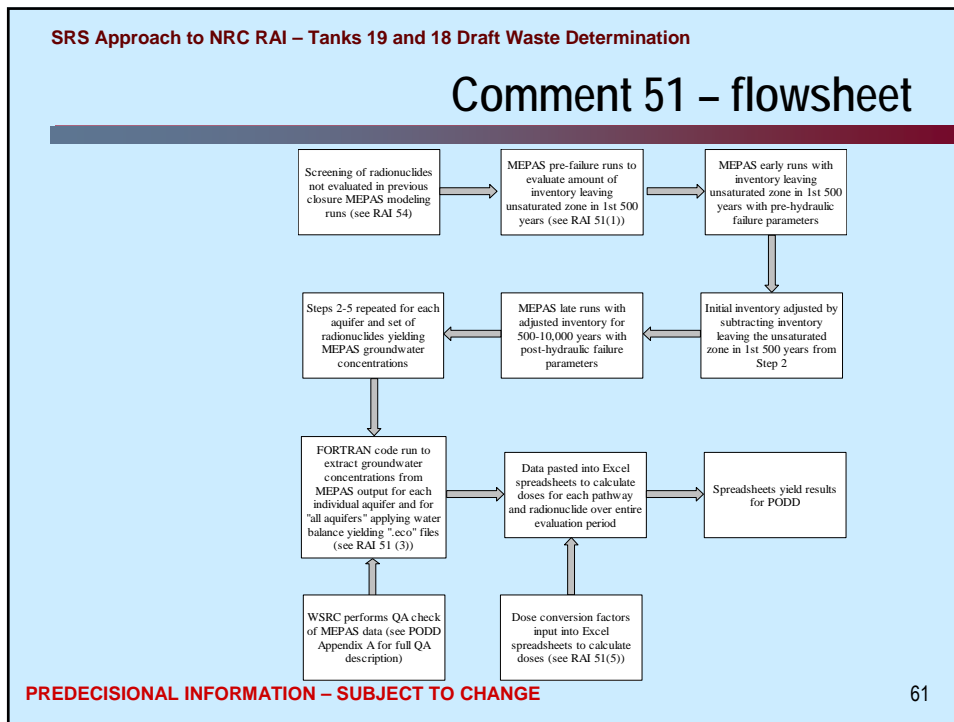 SRS Approach to NRC RAI – Tanks 19 and 18 Draft Waste Determination
Comment 51 – flowsheet
Screening of radionuclides
not evaluated in previous
closure MEPAS modeling
runs (see RAI 54)
MEPAS pre-failure runs to
evaluate amount of
inventory leaving
unsaturated zone in 1st 500
years (see RAI 51(1))
MEPAS early runs with
inventory leaving
unsaturated zone in 1st 500
years with pre-hydraulic
failure parameters
Steps 2-5 repeated for each
aquifer and set of
radionuclides yielding
MEPAS groundwater
concentrations
MEPAS late runs with
adjusted inventory for
500-10,000 years with
post-hydraulic failure
parameters
Initial inventory adjusted by
subtracting inventory
leaving the unsaturated
zone in 1st 500 years from
Step 2
FORTRAN code run to
extract groundwater
concentrations from
MEPAS output for each
individual aquifer and for
"all aquifers" applying water
balance yielding ".eco" files
(see RAI 51 (3))
Data pasted into Excel
spreadsheets to calculate
doses for each pathway
and radionuclide over entire
evaluation period
Spreadsheets yield results
for PODD
WSRC performs QA check
of MEPAS data (see PODD
Appendix A for full QA
description)
Dose conversion factors
input into Excel
spreadsheets to calculate
doses (see RAI 51(5))
PREDECISIONAL INFORMATION – SUBJECT TO CHANGE
61